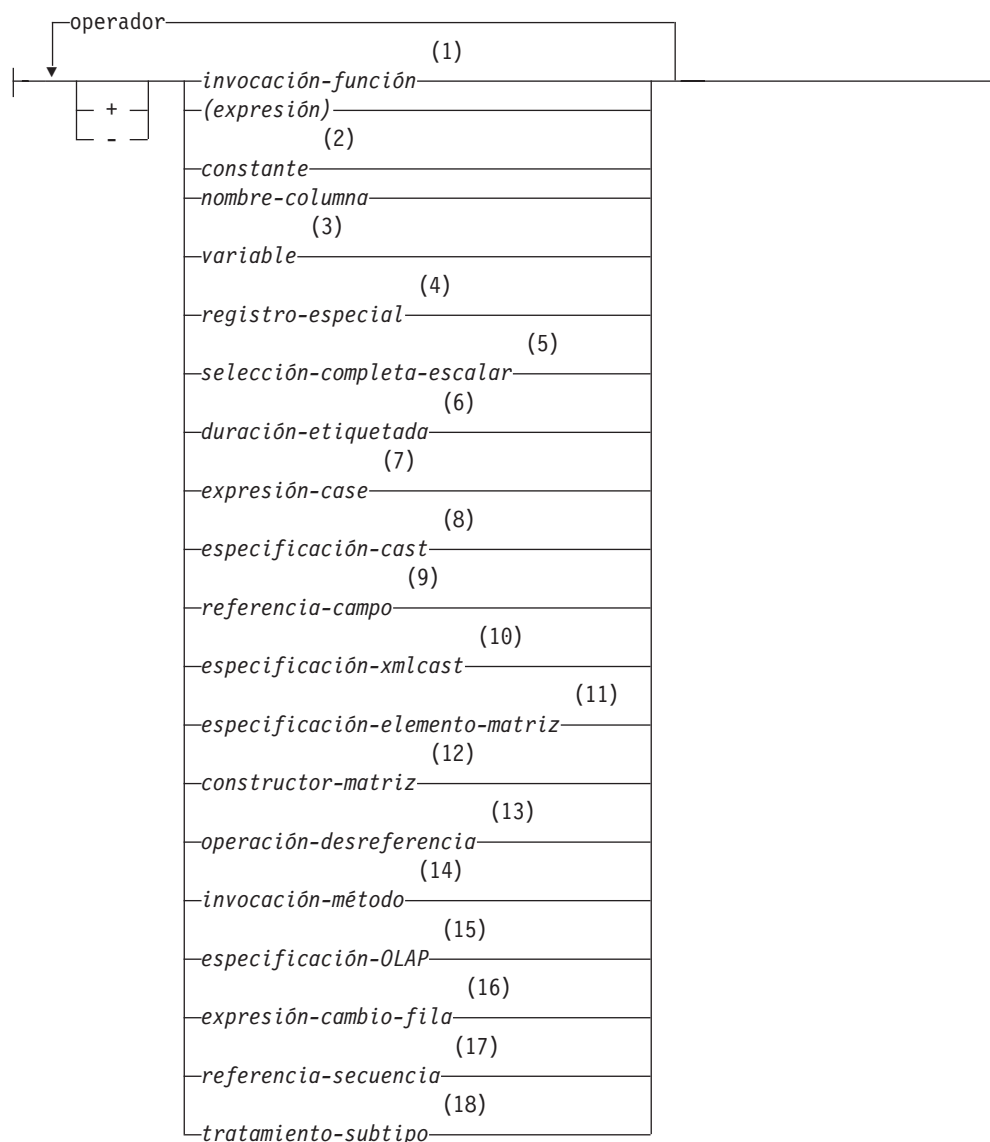 operador
(1)
invocación-función
+
(expresión)
-
(2)
constante
nombre-columna
(3)
variable
(4)
registro-especial
(5)
selección-completa-escalar
(6)
duración-etiquetada
(7)
expresión-case
(8)
especificación-cast
(9)
referencia-campo
(10)
especificación-xmlcast
(11)
especificación-elemento-matriz
(12)
constructor-matriz
(13)
operación-desreferencia
(14)
invocación-método
(15)
especificación-OLAP
(16)
expresión-cambio-fila
(17)
referencia-secuencia
(18)
tratamiento-subtipo